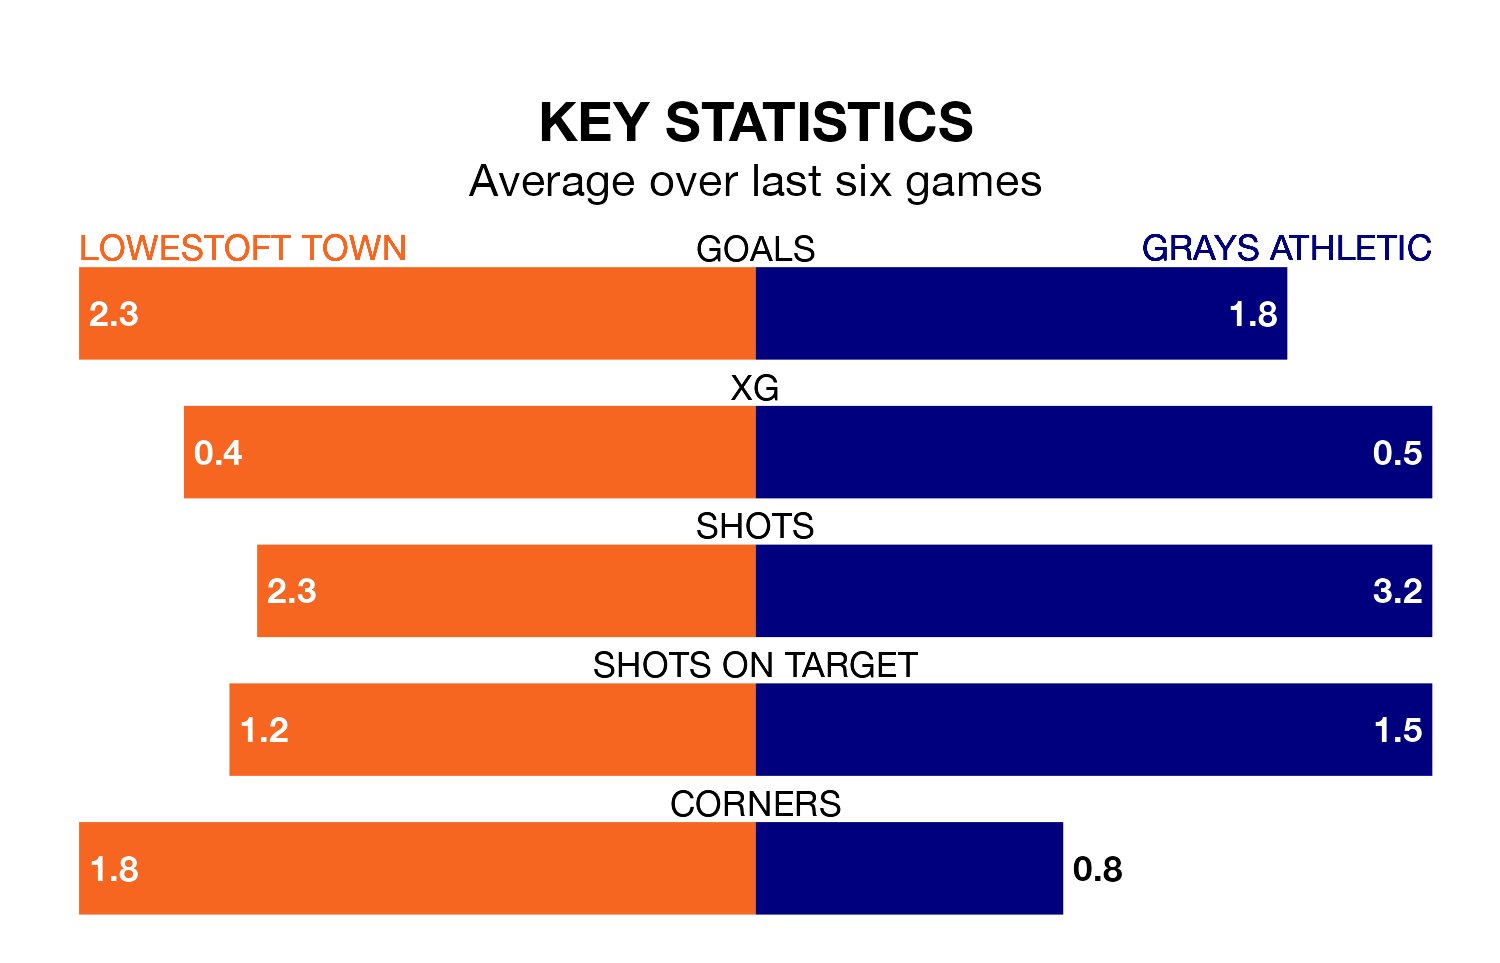 KEY STATISTICS
Average over last six games
LOWESTOFT TOWN GOALS GRAYS ATHLETIC
2.3 1.8
XG
0.4 0.5
SHOTS
2.3 3.2
SHOTS ON TARGET
1.2 1.5
CORNERS
1.8 0.8